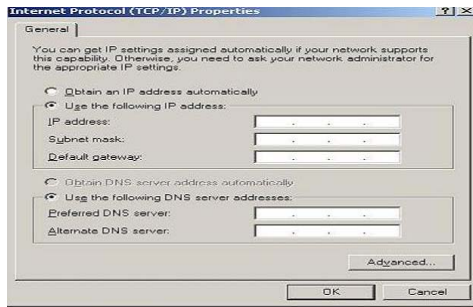 Internet Protocol (TCP/IP) Properties
General
You can get IP settings assigned automatically if your network supports
this capability. Otherwise, you need to ask your network administrator for
the appropriate IP settings.
Obtain an IP address automatically
Use the following IP address:
IP address:
Subnet mask:
Default gateway:
Obtain DNS server address automatically
Use the following DNS server addresses:
Preferred DNS server:
Alternate DNS server:
Advanced...
OK Cancel